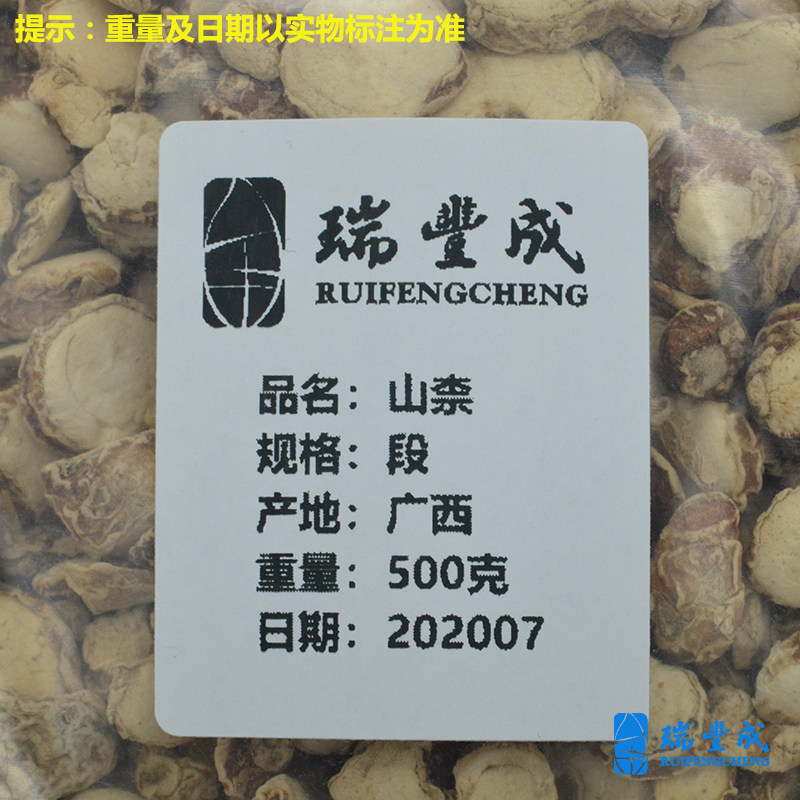 提示：重量及日期以实物标注为准
瑞豐成
RUIFENGCHENG
品名：山柰
规格：段
产地：广西
重量：500克
日期：202007
瑞豐成
RUIFENGCHENG